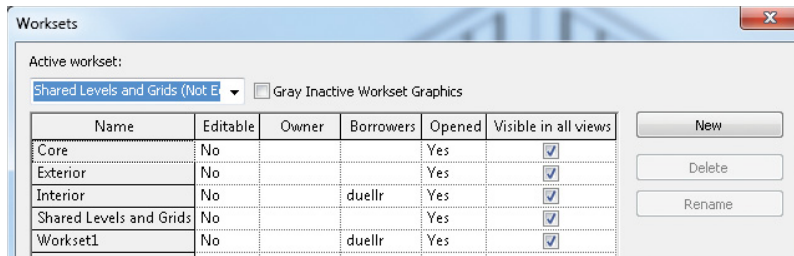 Worksets
Active workset:
Shared Levels and Grids (Not E
Gray Inactive Workset Graphics
Name Editable Owner Borrowers Opened Visible in all views
New
Core No Yes
Exterior No Yes
Delete
Interior No duellr Yes
Rename
Shared Levels and Grids No Yes
Workset1 No duellr Yes